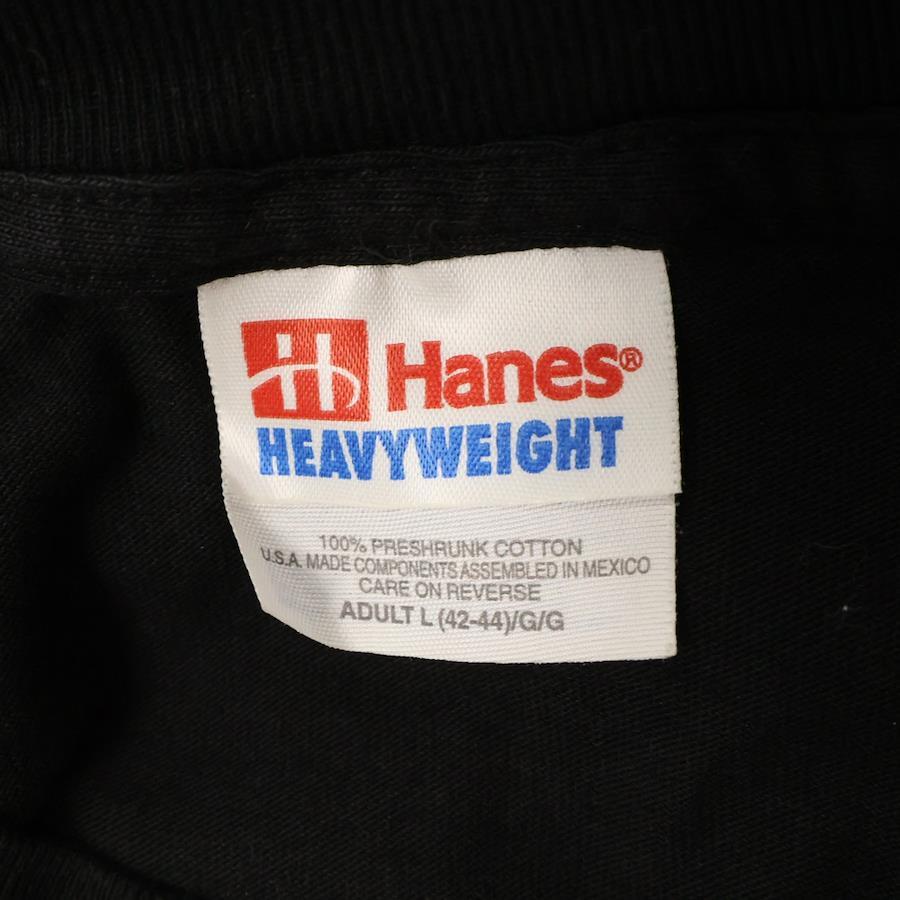 H Hanes®
HEAVYWEIGHT
100% PRESHRUNK COTTON
U.S.A. MADE COMPONENTS ASSEMBLED IN MEXICO
CARE ON REVERSE
ADULT L (42-44)/G/G